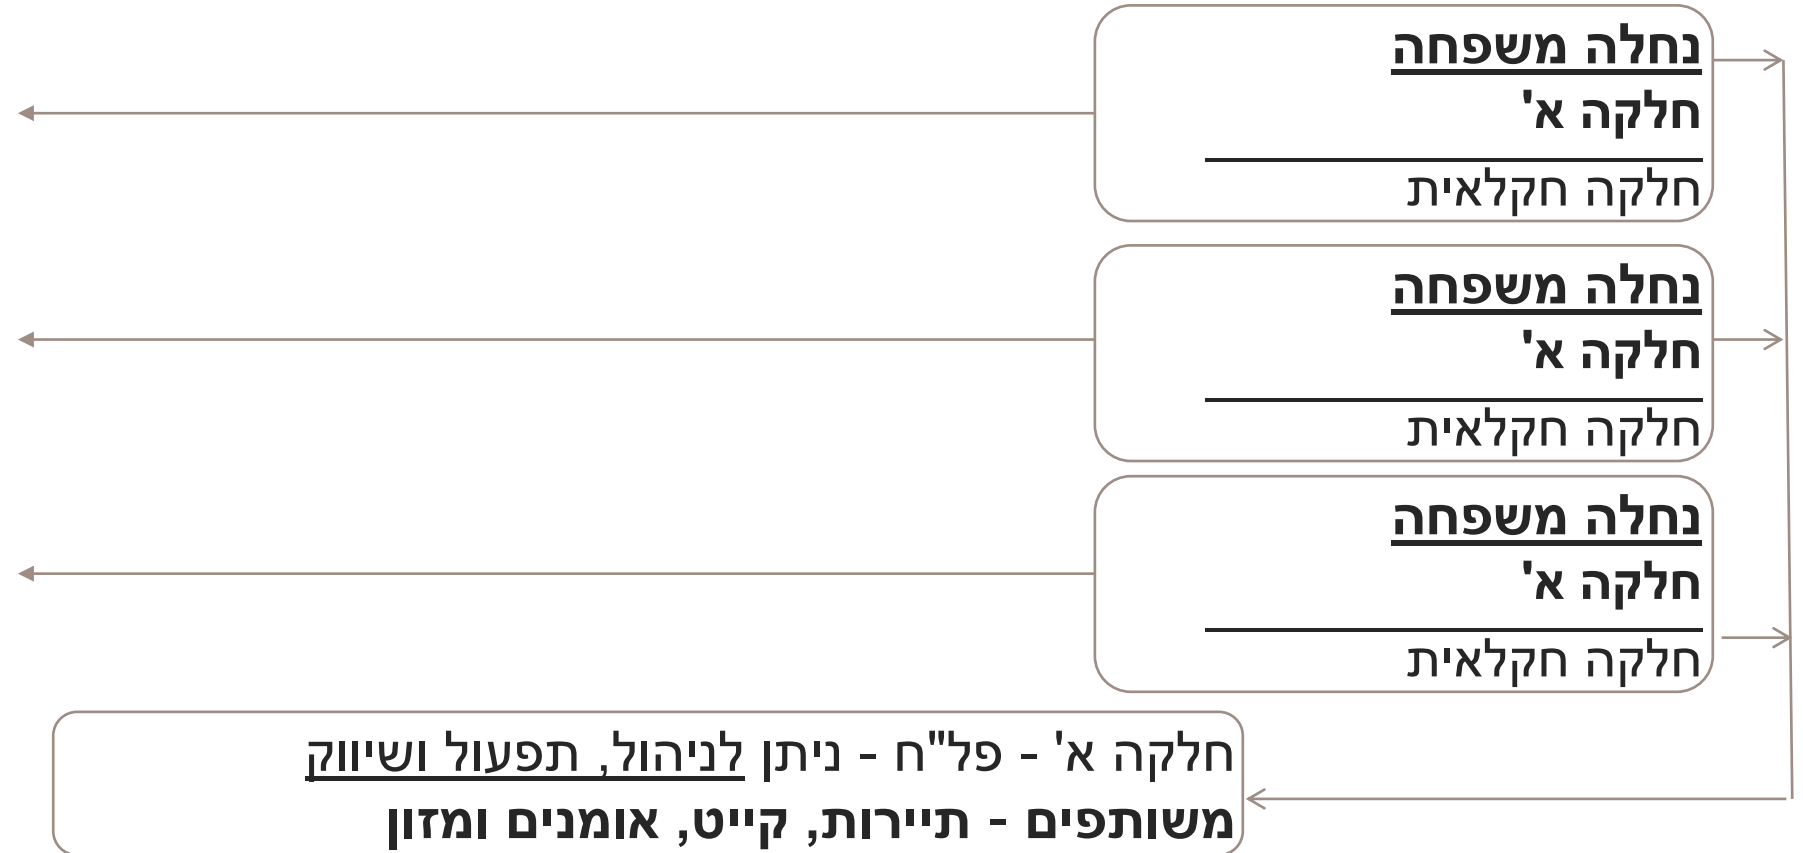 נחלה משפחה
חלקה א'
חלקה חקלאית
נחלה משפחה
חלקה א'
חלקה חקלאית
נחלה משפחה
חלקה א'
חלקה חקלאית
חלקה א' - פל"ח - ניתן לניהול, תפעול ושיווק
משותפים - תיירות, קייט, אומנים ומזון